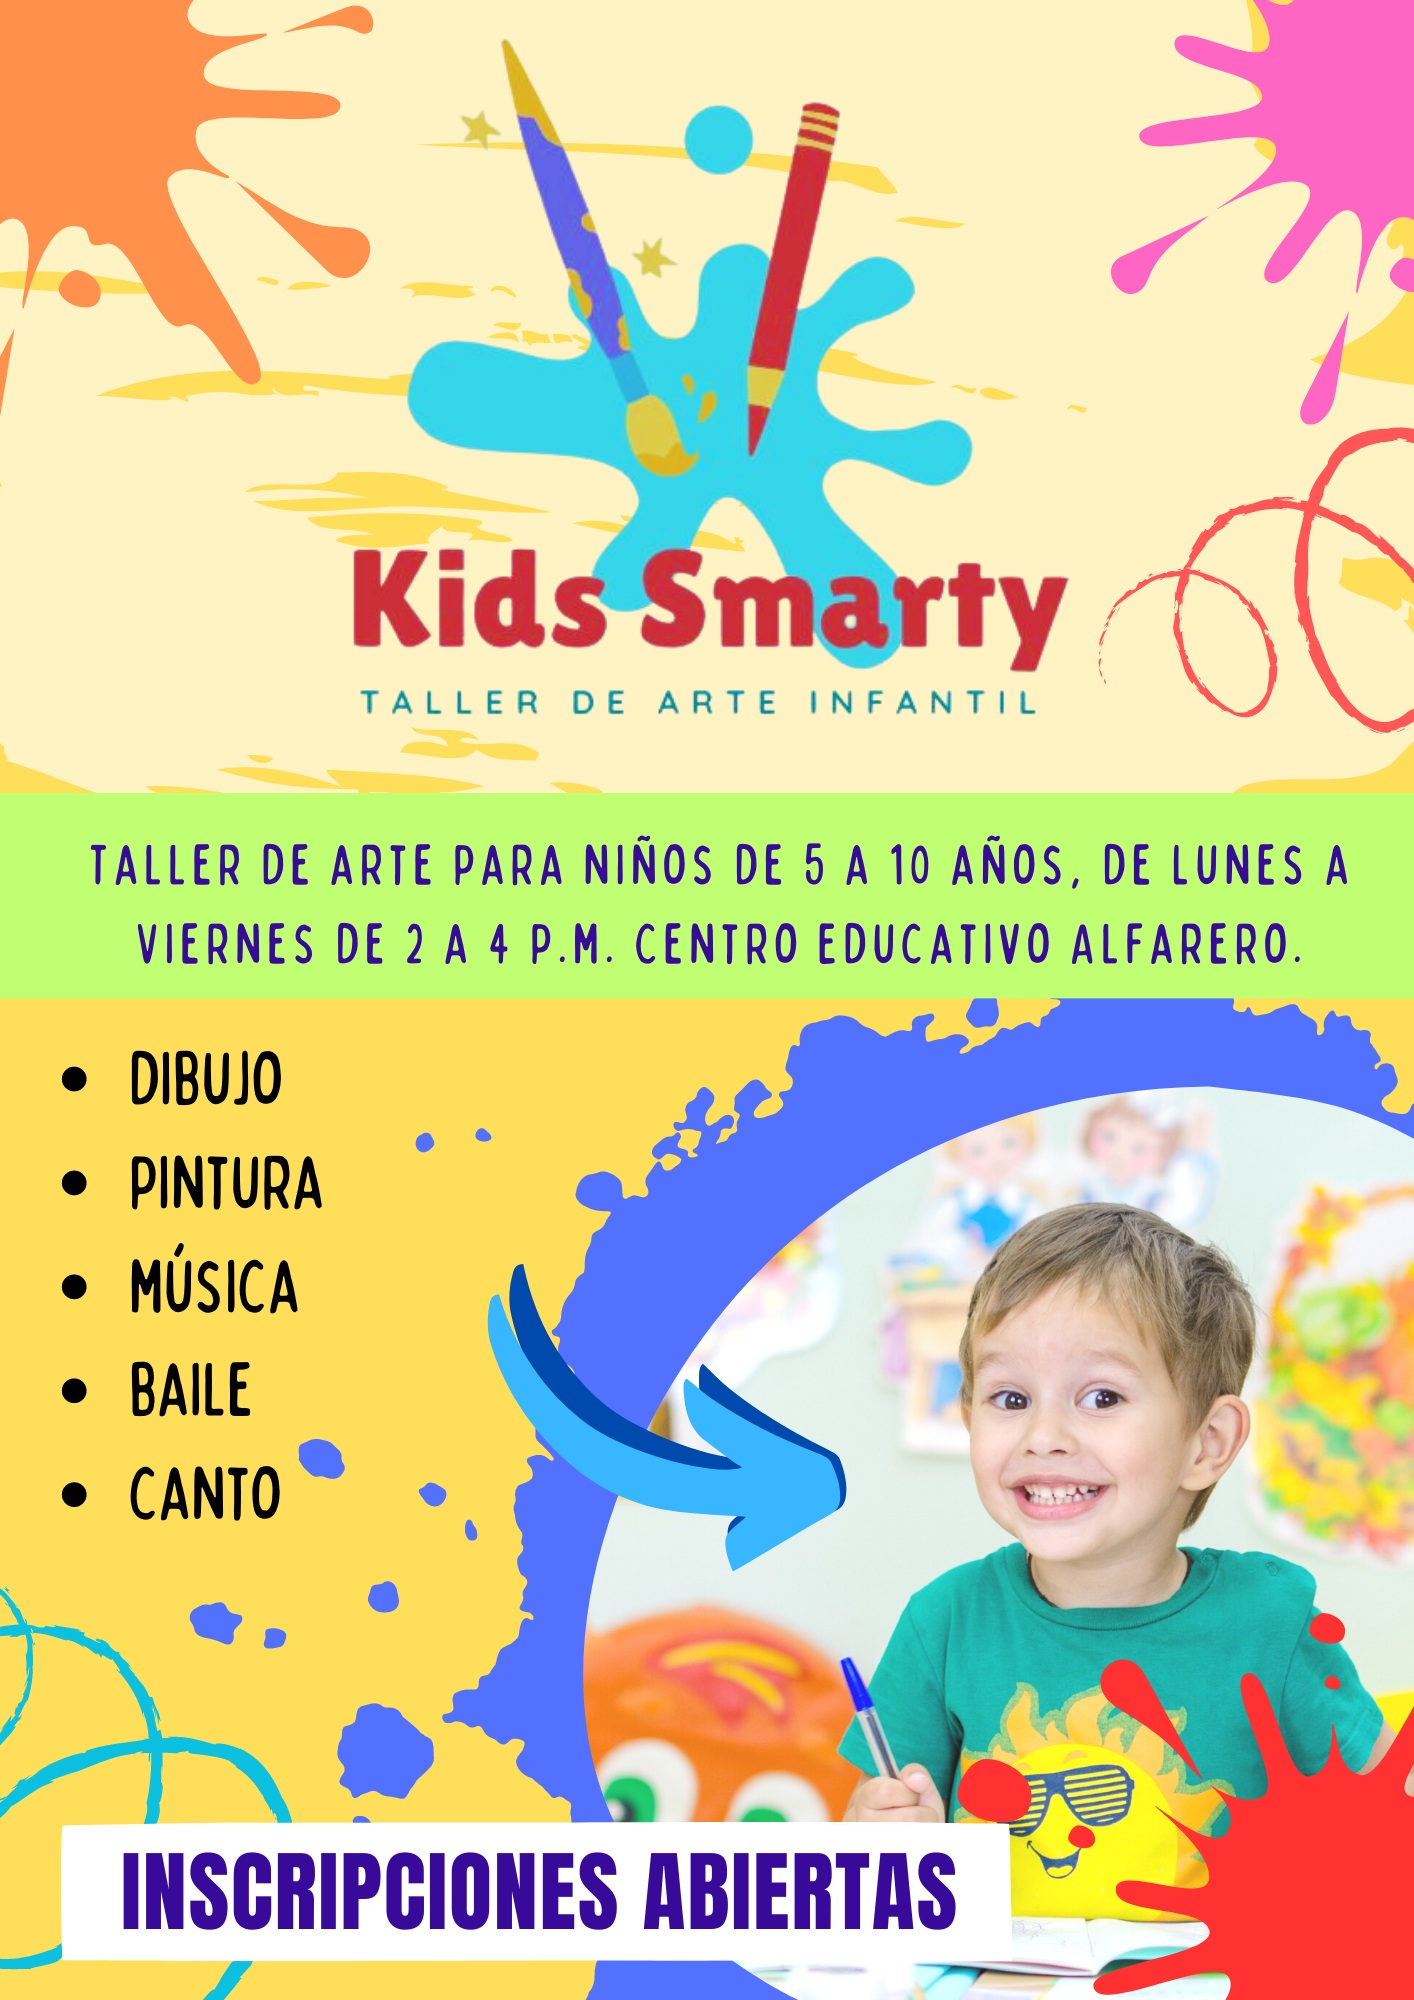 Kids Smarty
TALLER DE ARTE INFANTIL
TALLER DE ARTE PARA NIÑOS DE 5 A 10 AÑOS, DE LUNES A
VIERNES DE 2 A 4 P.M. CENTRO EDUCATIVO ALFARERO.
• DIBUJO
• PINTURA
• MÚSICA
• BAILE
• CANTO
INSCRIPCIONES ABIERTAS